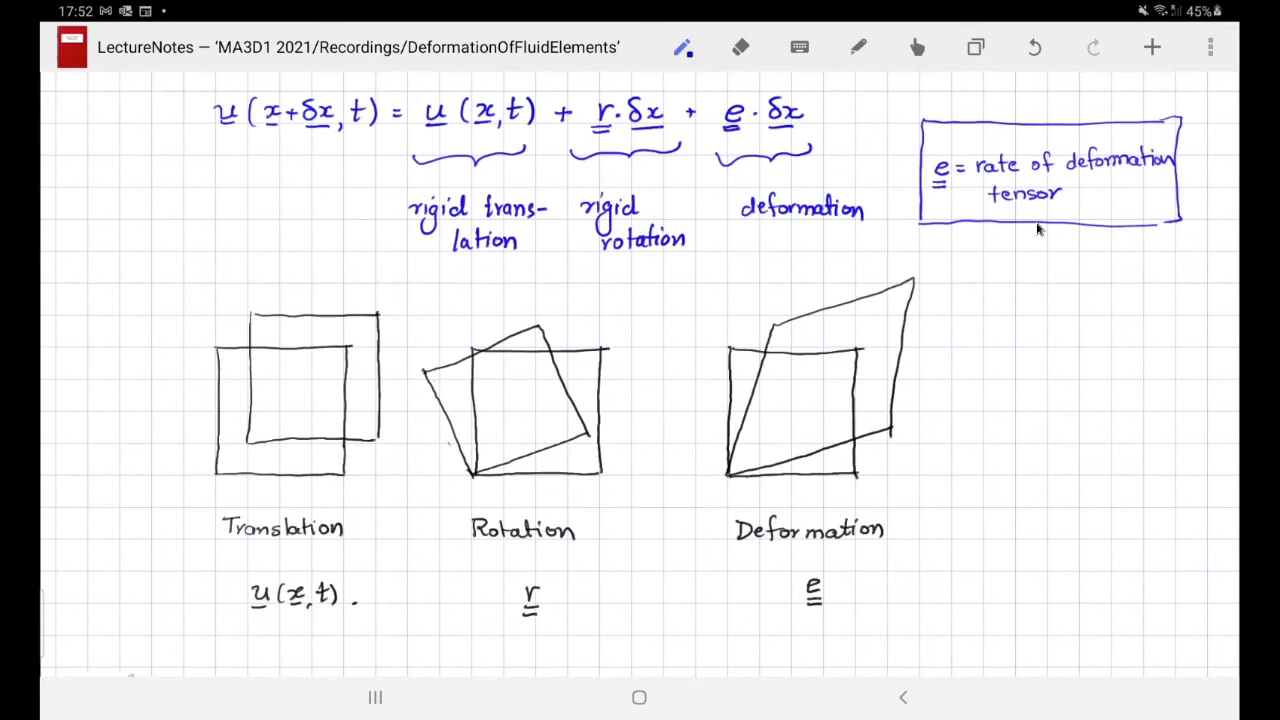 17:52
45%
LectureNotes — ‘MA3D1 2021/Recordings/DeformationOfFluidElements’
u(x+δx,t) = u(x,t) + r·δx + e·δx
e = rate of deformation
tensor
rigid trans-
lation
rigid
rotation
deformation
Translation
Rotation
Deformation
u(x,t).
r
e